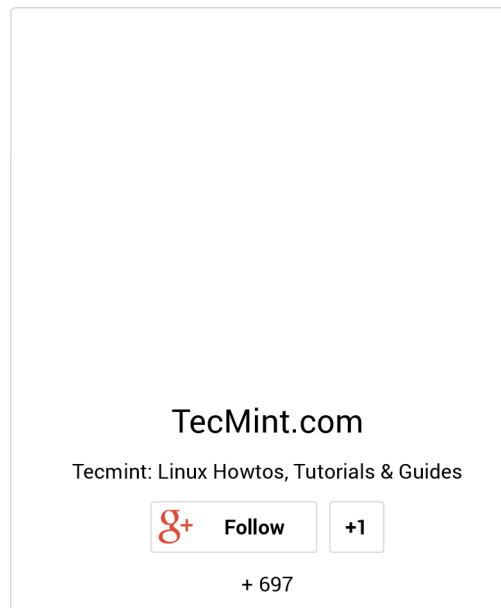 TecMint.com
Tecmint: Linux Howtos, Tutorials & Guides
g+ Follow +1
+ 697